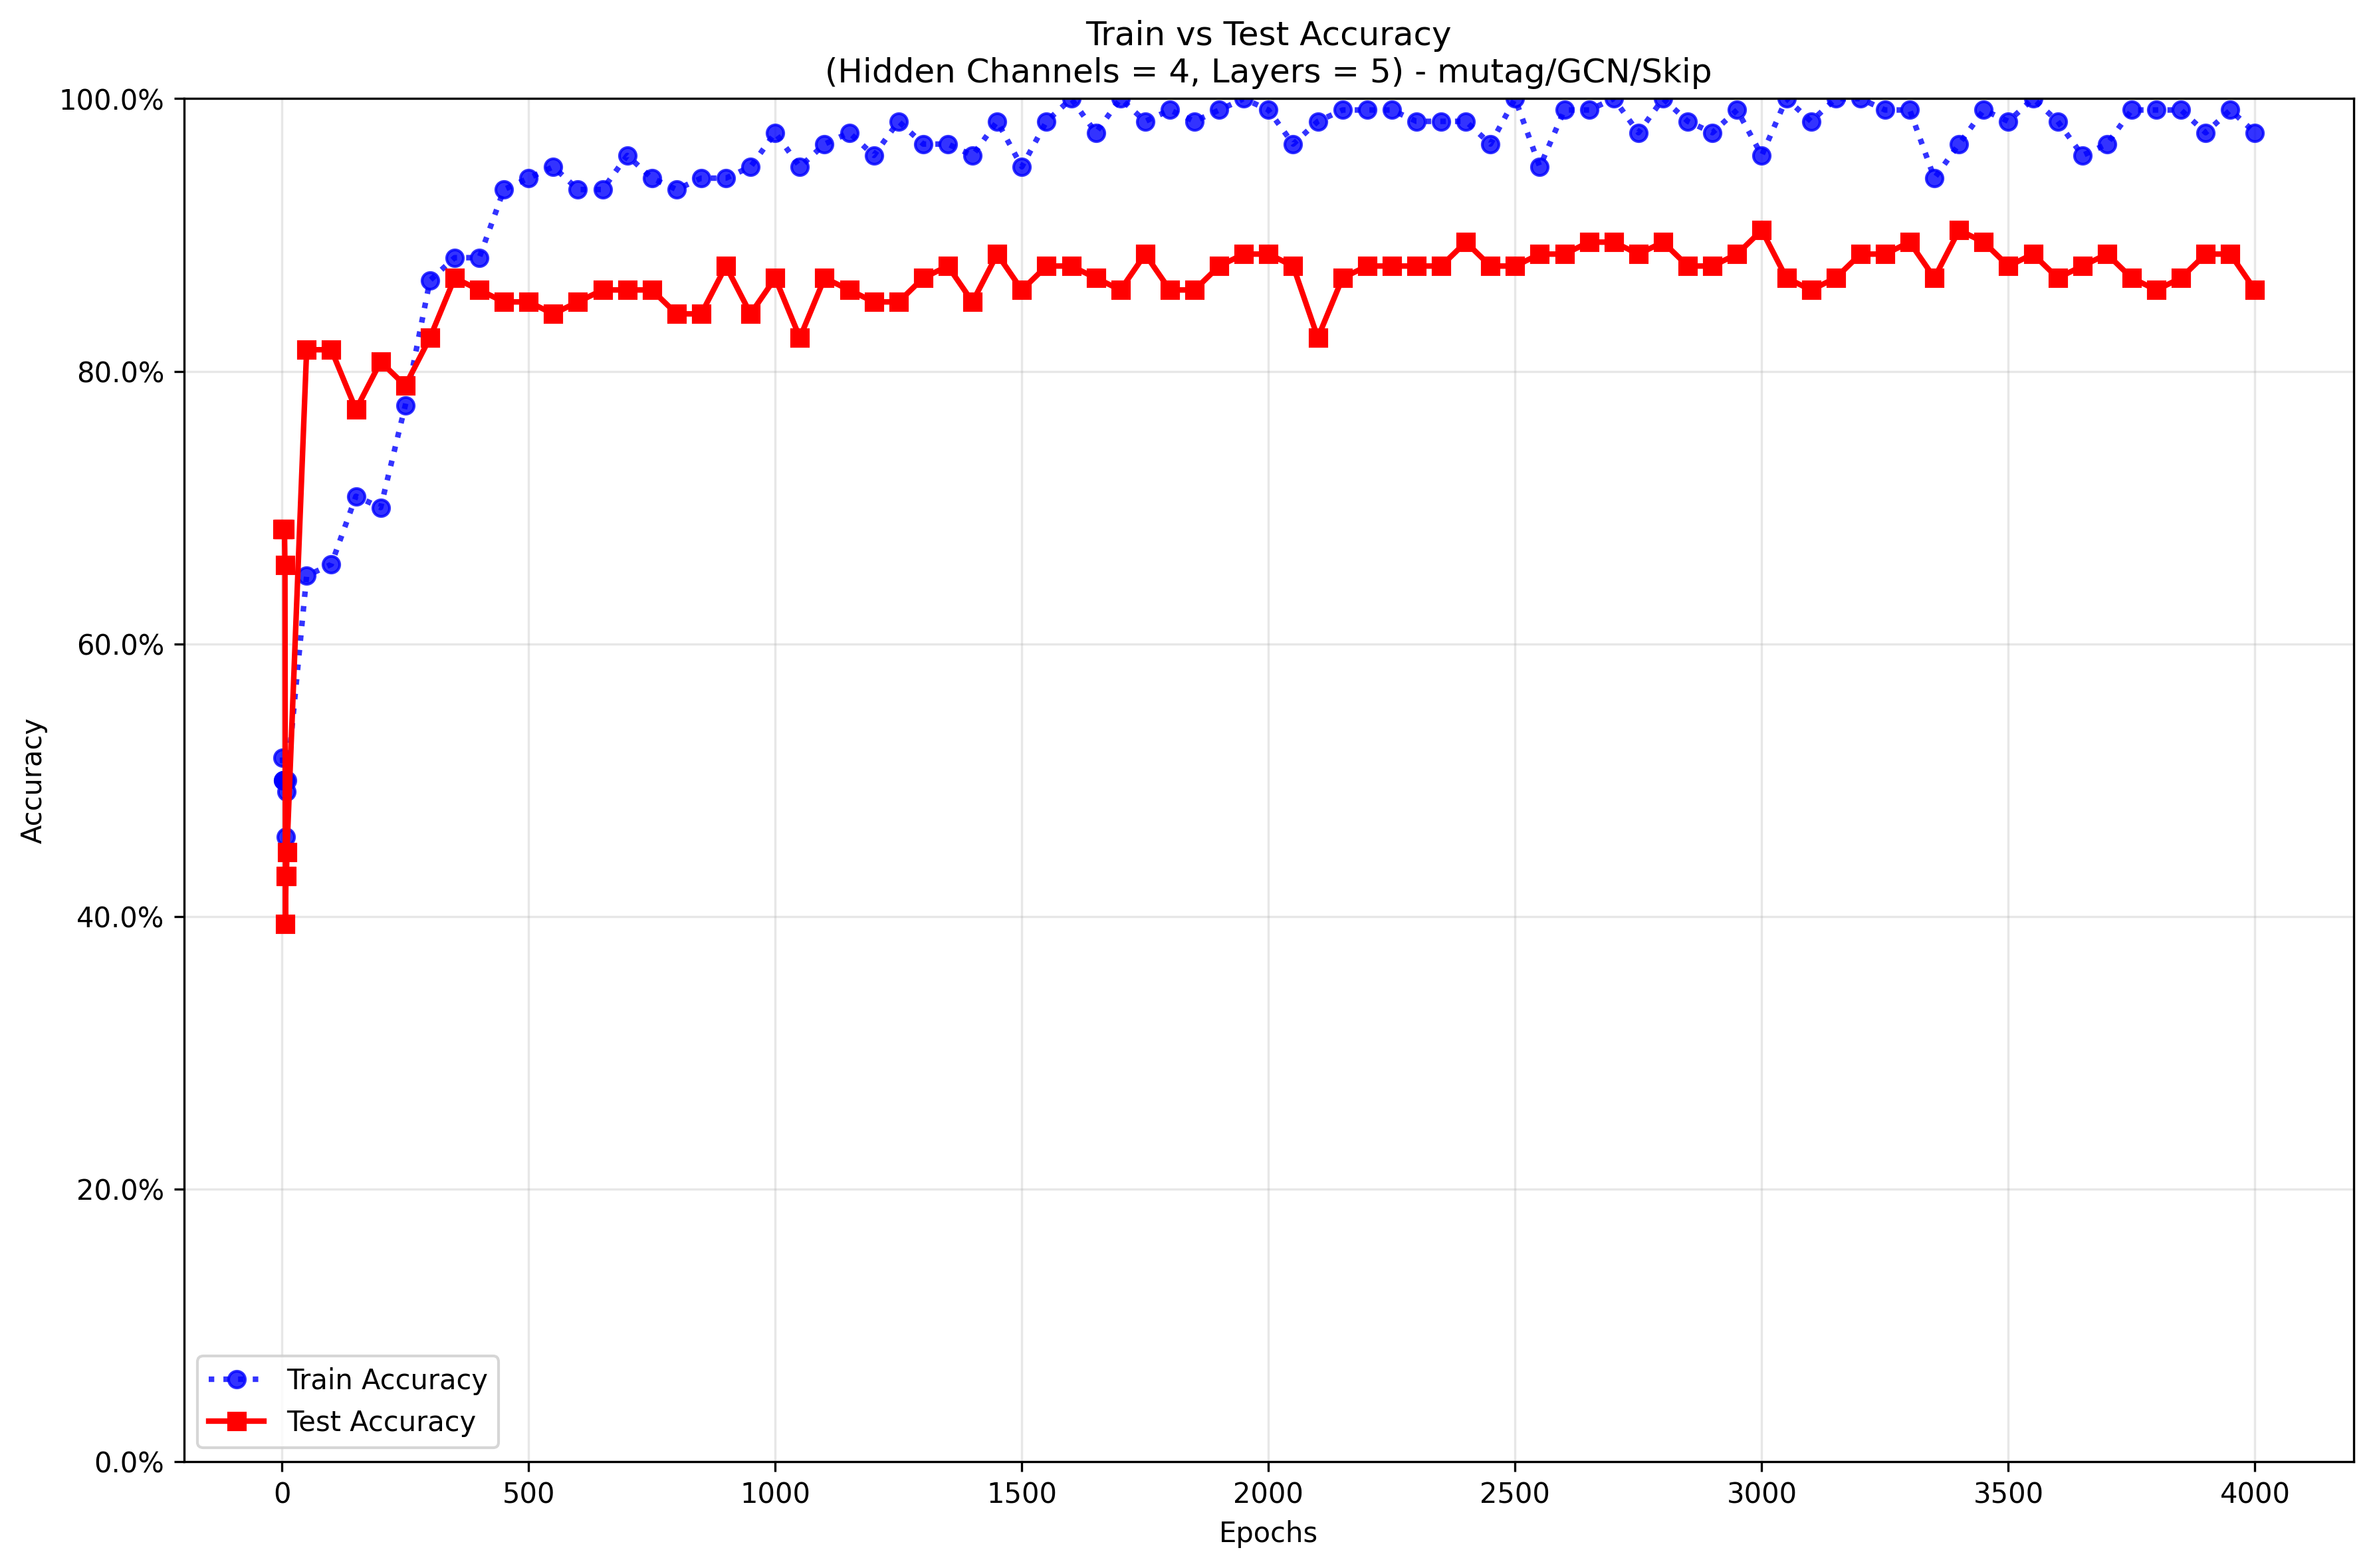 Train vs Test Accuracy
(Hidden Channels = 4, Layers = 5) - mutag/GCN/Skip
100.0%
80.0%
60.0%
40.0%
20.0%
0.0%
Accuracy
Train Accuracy
Test Accuracy
0 500 1000 1500 2000 2500 3000 3500 4000
Epochs